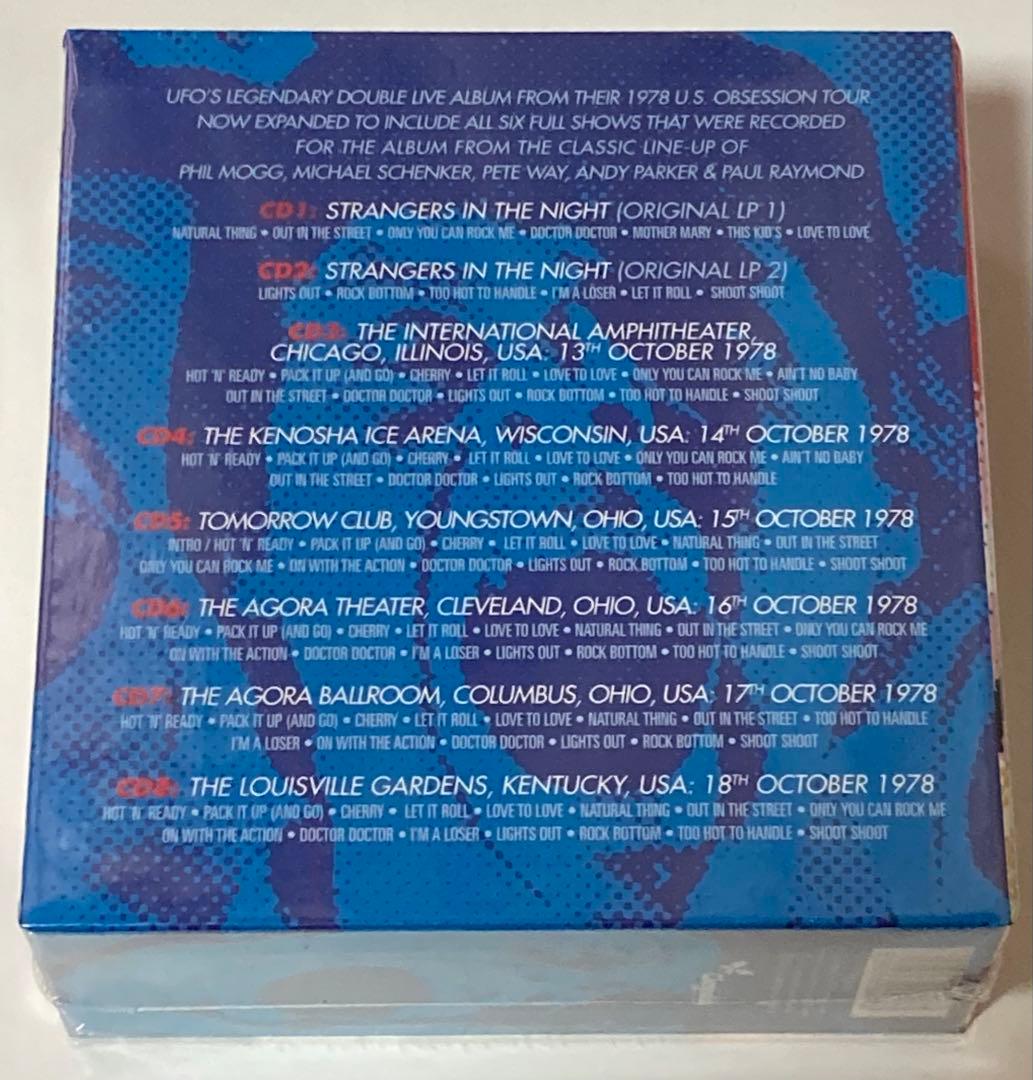 UFO'S LEGENDARY DOUBLE LIVE ALBUM FROM THEIR 1978 U.S. OBSESSION TOUR
NOW EXPANDED TO INCLUDE ALL SIX FULL SHOWS THAT WERE RECORDED
FOR THE ALBUM FROM THE CLASSIC LINE-UP OF
PHIL MOGG, MICHAEL SCHENKER, PETE WAY, ANDY PARKER & PAUL RAYMOND
CD1: STRANGERS IN THE NIGHT (ORIGINAL LP 1)
NATURAL THING • OUT IN THE STREET • ONLY YOU CAN ROCK ME • DOCTOR DOCTOR • MOTHER MARY • THIS KID'S • LOVE TO LOVE
CD2: STRANGERS IN THE NIGHT (ORIGINAL LP 2)
LIGHTS OUT • ROCK BOTTOM • TOO HOT TO HANDLE • I'M A LOSER • LET IT ROLL • SHOOT SHOOT
CD3: THE INTERNATIONAL AMPHITHEATER,
CHICAGO, ILLINOIS, USA: 13TH OCTOBER 1978
HOT 'N' READY • PACK IT UP (AND GO) • CHERRY • LET IT ROLL • LOVE TO LOVE • ONLY YOU CAN ROCK ME • AIN'T NO BABY
OUT IN THE STREET • DOCTOR DOCTOR • LIGHTS OUT • ROCK BOTTOM • TOO HOT TO HANDLE • SHOOT SHOOT
CD4: THE KENOSHA ICE ARENA, WISCONSIN, USA: 14TH OCTOBER 1978
HOT 'N' READY • PACK IT UP (AND GO) • CHERRY • LET IT ROLL • LOVE TO LOVE • ONLY YOU CAN ROCK ME • AIN'T NO BABY
OUT IN THE STREET • DOCTOR DOCTOR • LIGHTS OUT • ROCK BOTTOM • TOO HOT TO HANDLE
CD5: TOMORROW CLUB, YOUNGSTOWN, OHIO, USA: 15TH OCTOBER 1978
INTRO / HOT 'N' READY • PACK IT UP (AND GO) • CHERRY • LET IT ROLL • LOVE TO LOVE • NATURAL THING • OUT IN THE STREET
ONLY YOU CAN ROCK ME • ON WITH THE ACTION • DOCTOR DOCTOR • LIGHTS OUT • ROCK BOTTOM • TOO HOT TO HANDLE • SHOOT SHOOT
CD6: THE AGORA THEATER, CLEVELAND, OHIO, USA: 16TH OCTOBER 1978
HOT 'N' READY • PACK IT UP (AND GO) • CHERRY • LET IT ROLL • LOVE TO LOVE • NATURAL THING • OUT IN THE STREET • ONLY YOU CAN ROCK ME
ON WITH THE ACTION • DOCTOR DOCTOR • I'M A LOSER • LIGHTS OUT • ROCK BOTTOM • TOO HOT TO HANDLE • SHOOT SHOOT
CD7: THE AGORA BALLROOM, COLUMBUS, OHIO, USA: 17TH OCTOBER 1978
HOT 'N' READY • PACK IT UP (AND GO) • CHERRY • LET IT ROLL • LOVE TO LOVE • NATURAL THING • OUT IN THE STREET • TOO HOT TO HANDLE
I'M A LOSER • ON WITH THE ACTION • DOCTOR DOCTOR • LIGHTS OUT • ROCK BOTTOM • SHOOT SHOOT
CD8: THE LOUISVILLE GARDENS, KENTUCKY, USA: 18TH OCTOBER 1978
HOT 'N' READY • PACK IT UP (AND GO) • CHERRY • LET IT ROLL • LOVE TO LOVE • NATURAL THING • OUT IN THE STREET • ONLY YOU CAN ROCK ME
ON WITH THE ACTION • DOCTOR DOCTOR • I'M A LOSER • LIGHTS OUT • ROCK BOTTOM • TOO HOT TO HANDLE • SHOOT SHOOT